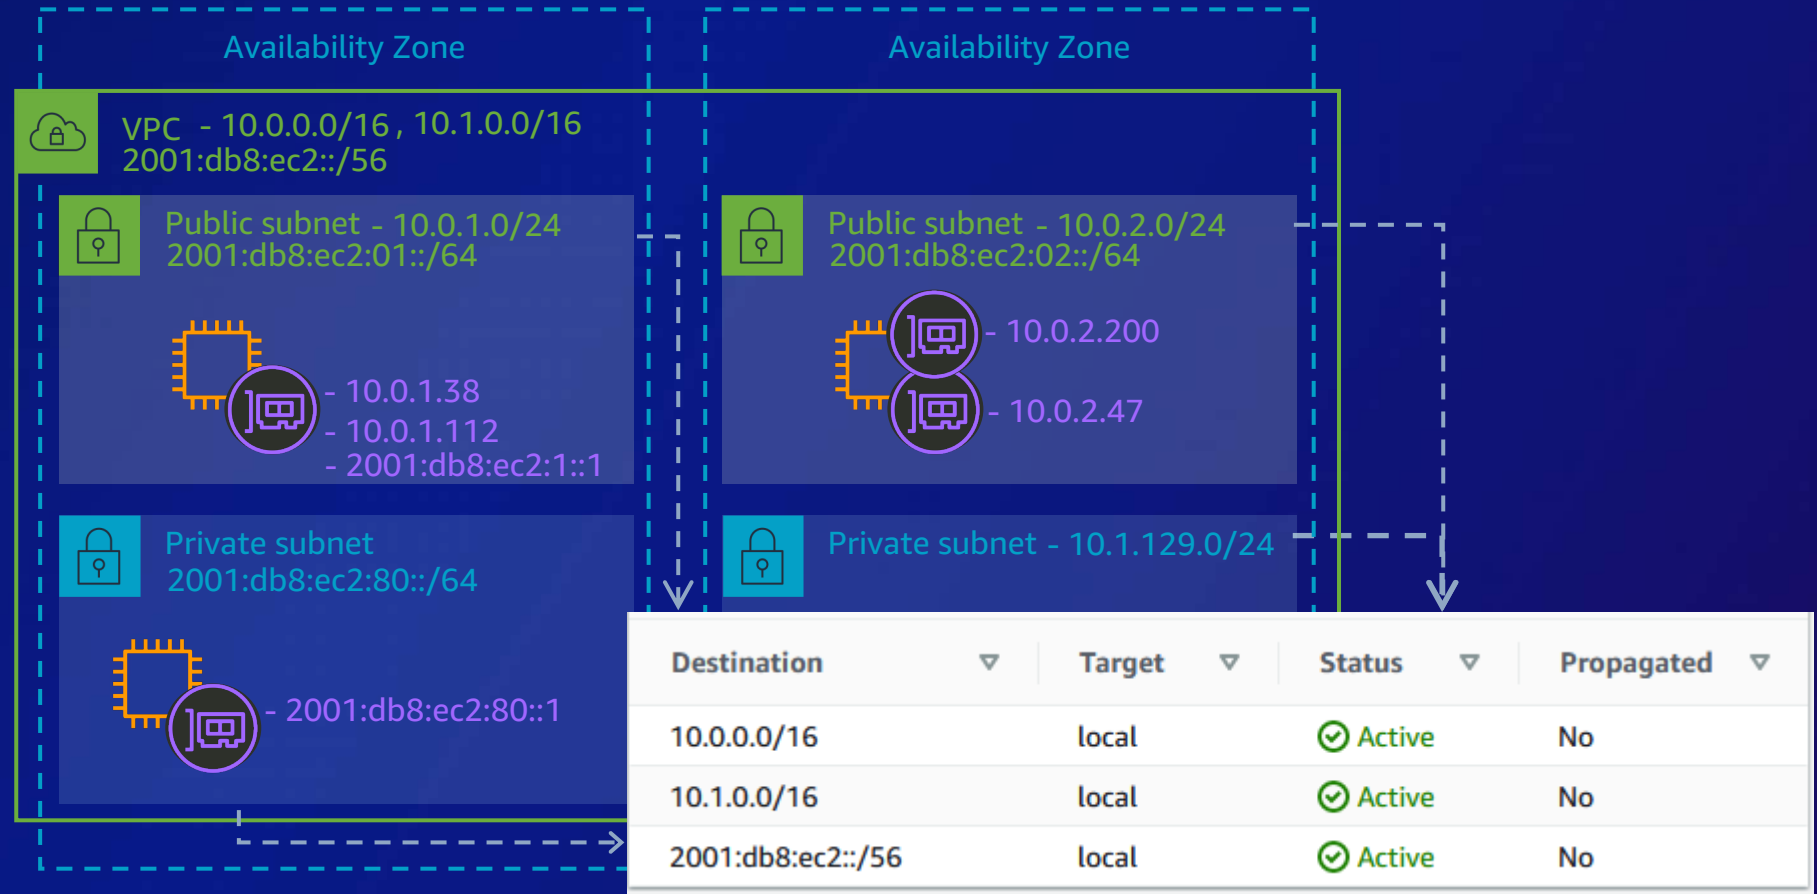 Availability Zone
Availability Zone
VPC - 10.0.0.0/16 , 10.1.0.0/16
2001:db8:ec2::/56
Public subnet - 10.0.1.0/24
2001:db8:ec2:01::/64
- 10.0.1.38
- 10.0.1.112
- 2001:db8:ec2:1::1
Public subnet - 10.0.2.0/24
2001:db8:ec2:02::/64
- 10.0.2.200
- 10.0.2.47
Private subnet
2001:db8:ec2:80::/64
- 2001:db8:ec2:80::1
Private subnet - 10.1.129.0/24
Destination Target Status Propagated
10.0.0.0/16 local Active No
10.1.0.0/16 local Active No
2001:db8:ec2::/56 local Active No